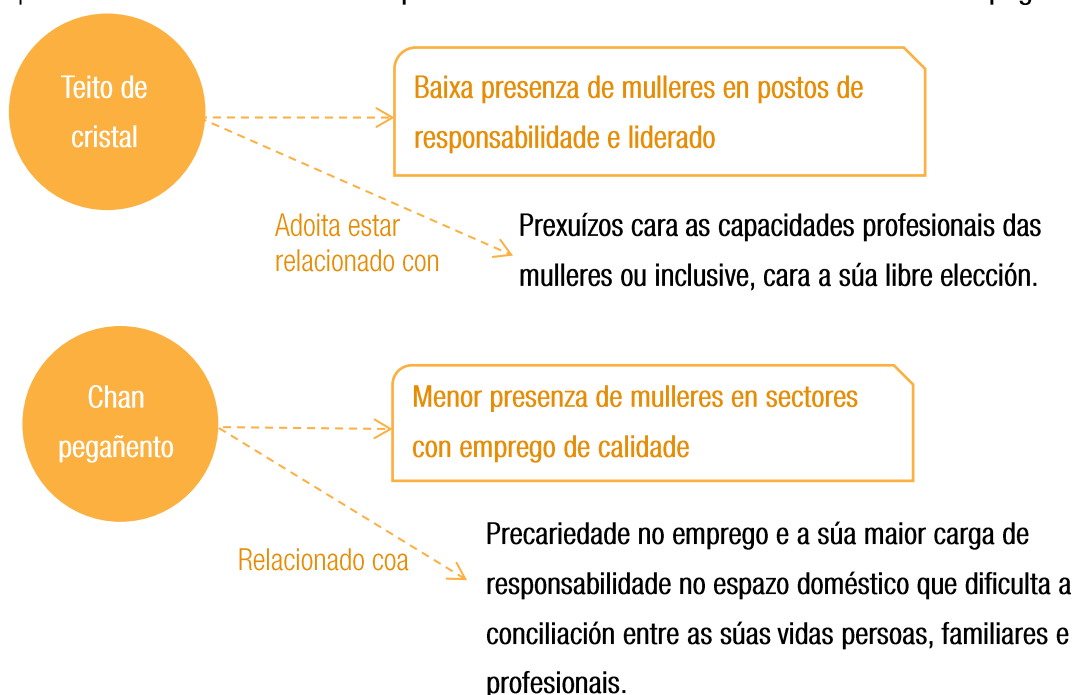 Teito de
cristal
Baixa presenza de mulleres en postos de
responsabilidade e liderado
Adoita estar
relacionado con
Prexuízos cara as capacidades profesionais das
mulleres ou inclusive, cara a súa libre elección.
Chan
pegañento
Menor presenza de mulleres en sectores
con emprego de calidade
Relacionado coa
Precariedade no emprego e a súa maior carga de
responsabilidade no espazo doméstico que dificulta a
conciliación entre as súas vidas persoas, familiares e
profesionais.